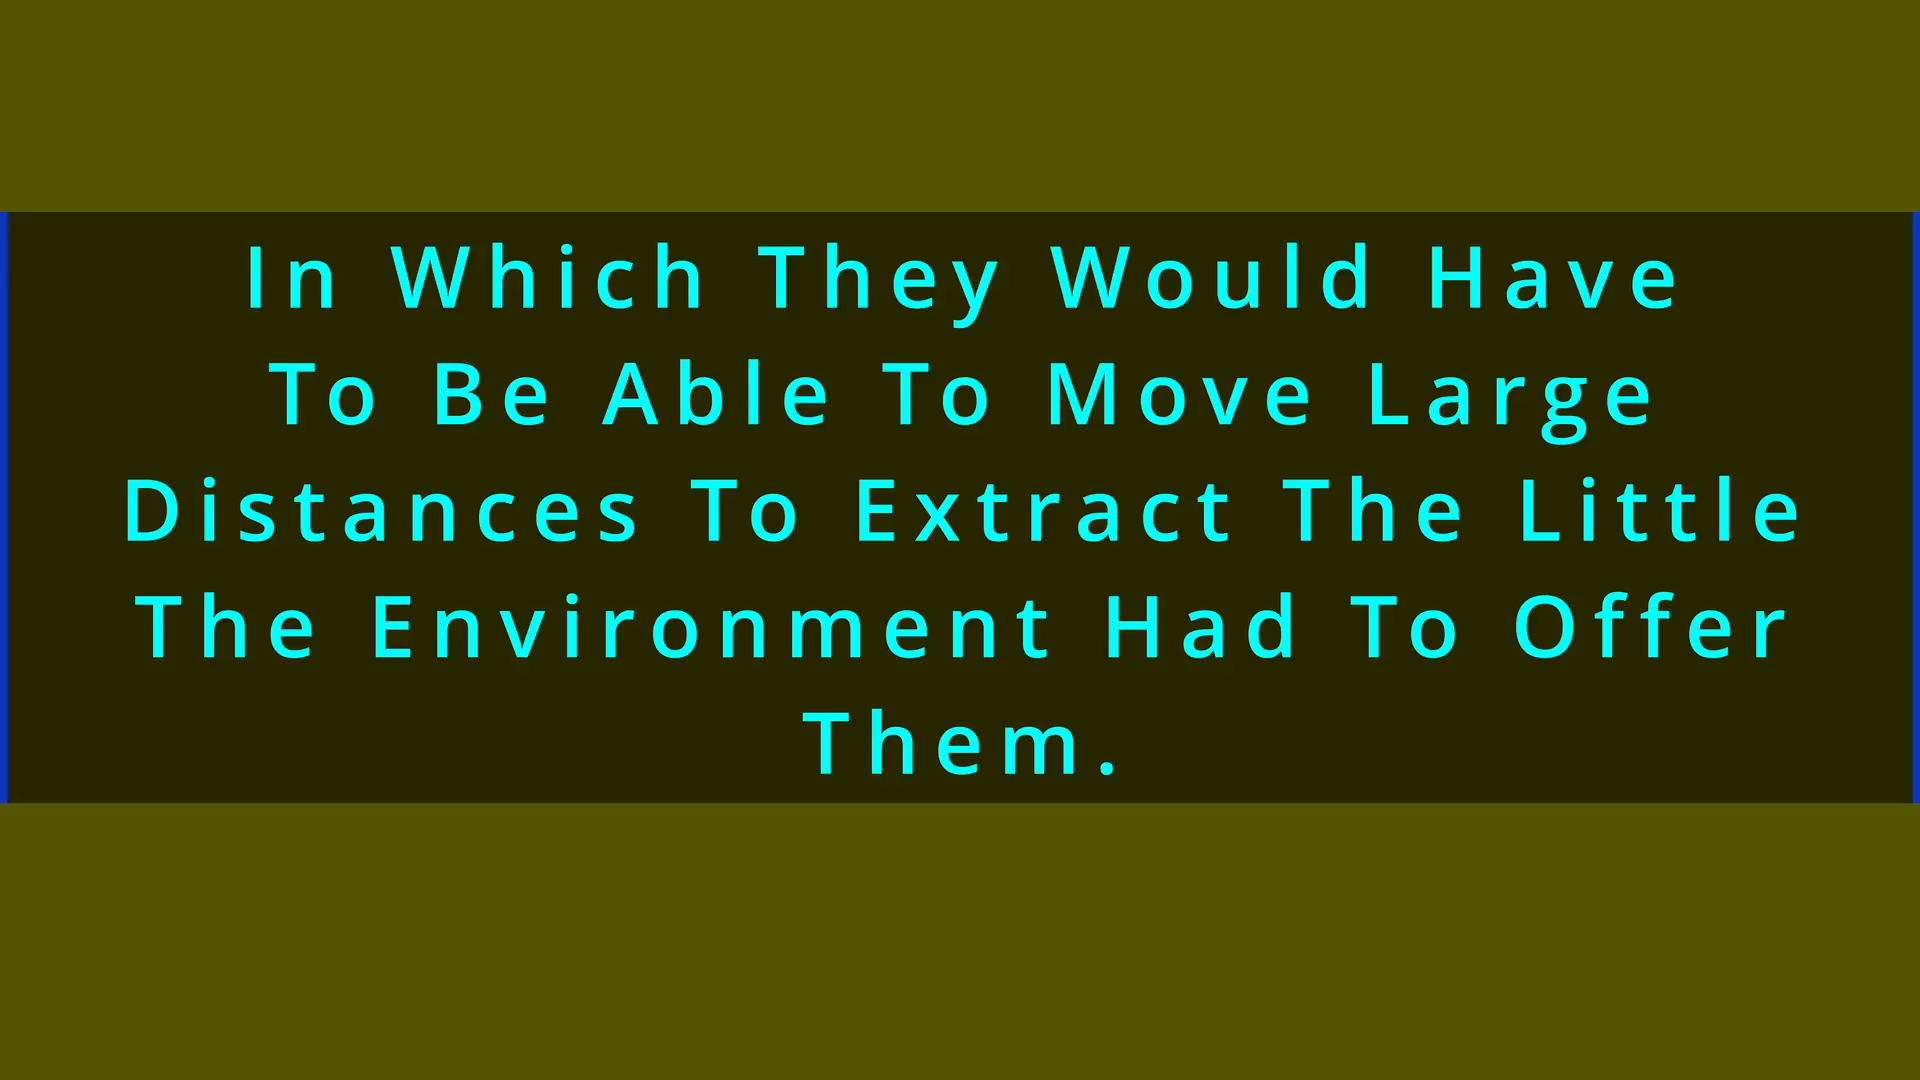 In Which They Would Have
To Be Able To Move Large
Distances To Extract The Little
The Environment Had To Offer
Them.